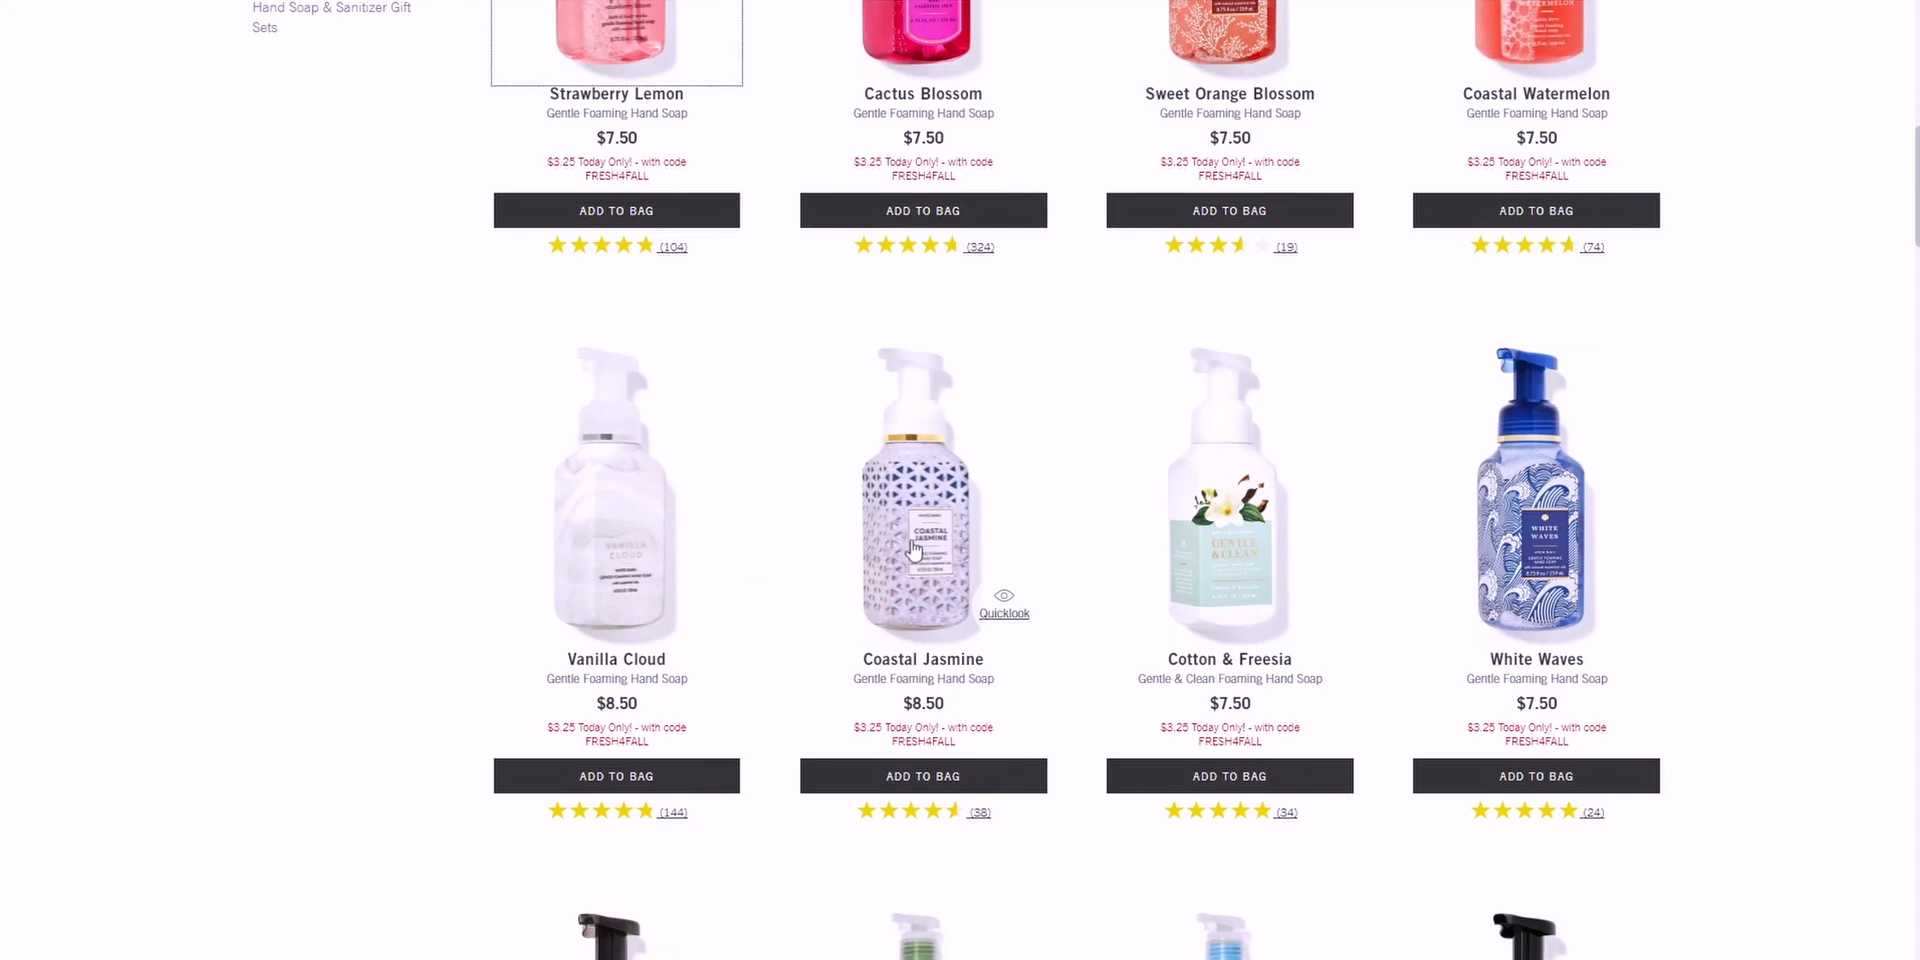 Hand Soap & Sanitizer Gift
Sets
Strawberry Lemon
Gentle Foaming Hand Soap
$7.50
$3.25 Today Only! - with code
FRESH4FALL
ADD TO BAG
(104)
Cactus Blossom
Gentle Foaming Hand Soap
$7.50
$3.25 Today Only! - with code
FRESH4FALL
ADD TO BAG
(324)
Sweet Orange Blossom
Gentle Foaming Hand Soap
$7.50
$3.25 Today Only! - with code
FRESH4FALL
ADD TO BAG
(19)
Coastal Watermelon
Gentle Foaming Hand Soap
$7.50
$3.25 Today Only! - with code
FRESH4FALL
ADD TO BAG
(74)
VANILLA
CLOUD
Vanilla Cloud
Gentle Foaming Hand Soap
$8.50
$3.25 Today Only! - with code
FRESH4FALL
ADD TO BAG
(144)
COASTAL
JASMINE
Quicklook
Coastal Jasmine
Gentle Foaming Hand Soap
$8.50
$3.25 Today Only! - with code
FRESH4FALL
ADD TO BAG
(38)
GENTLE
&CLEAN
Cotton & Freesia
Gentle & Clean Foaming Hand Soap
$7.50
$3.25 Today Only! - with code
FRESH4FALL
ADD TO BAG
(34)
WHITE
WAVES
White Waves
Gentle Foaming Hand Soap
$7.50
$3.25 Today Only! - with code
FRESH4FALL
ADD TO BAG
(24)